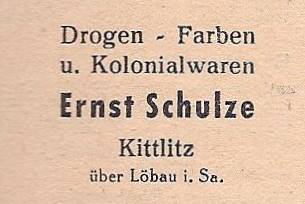 Drogen - Farben
u. Kolonialwaren
Ernst Schulze
Kittlitz
über Löbau i. Sa.